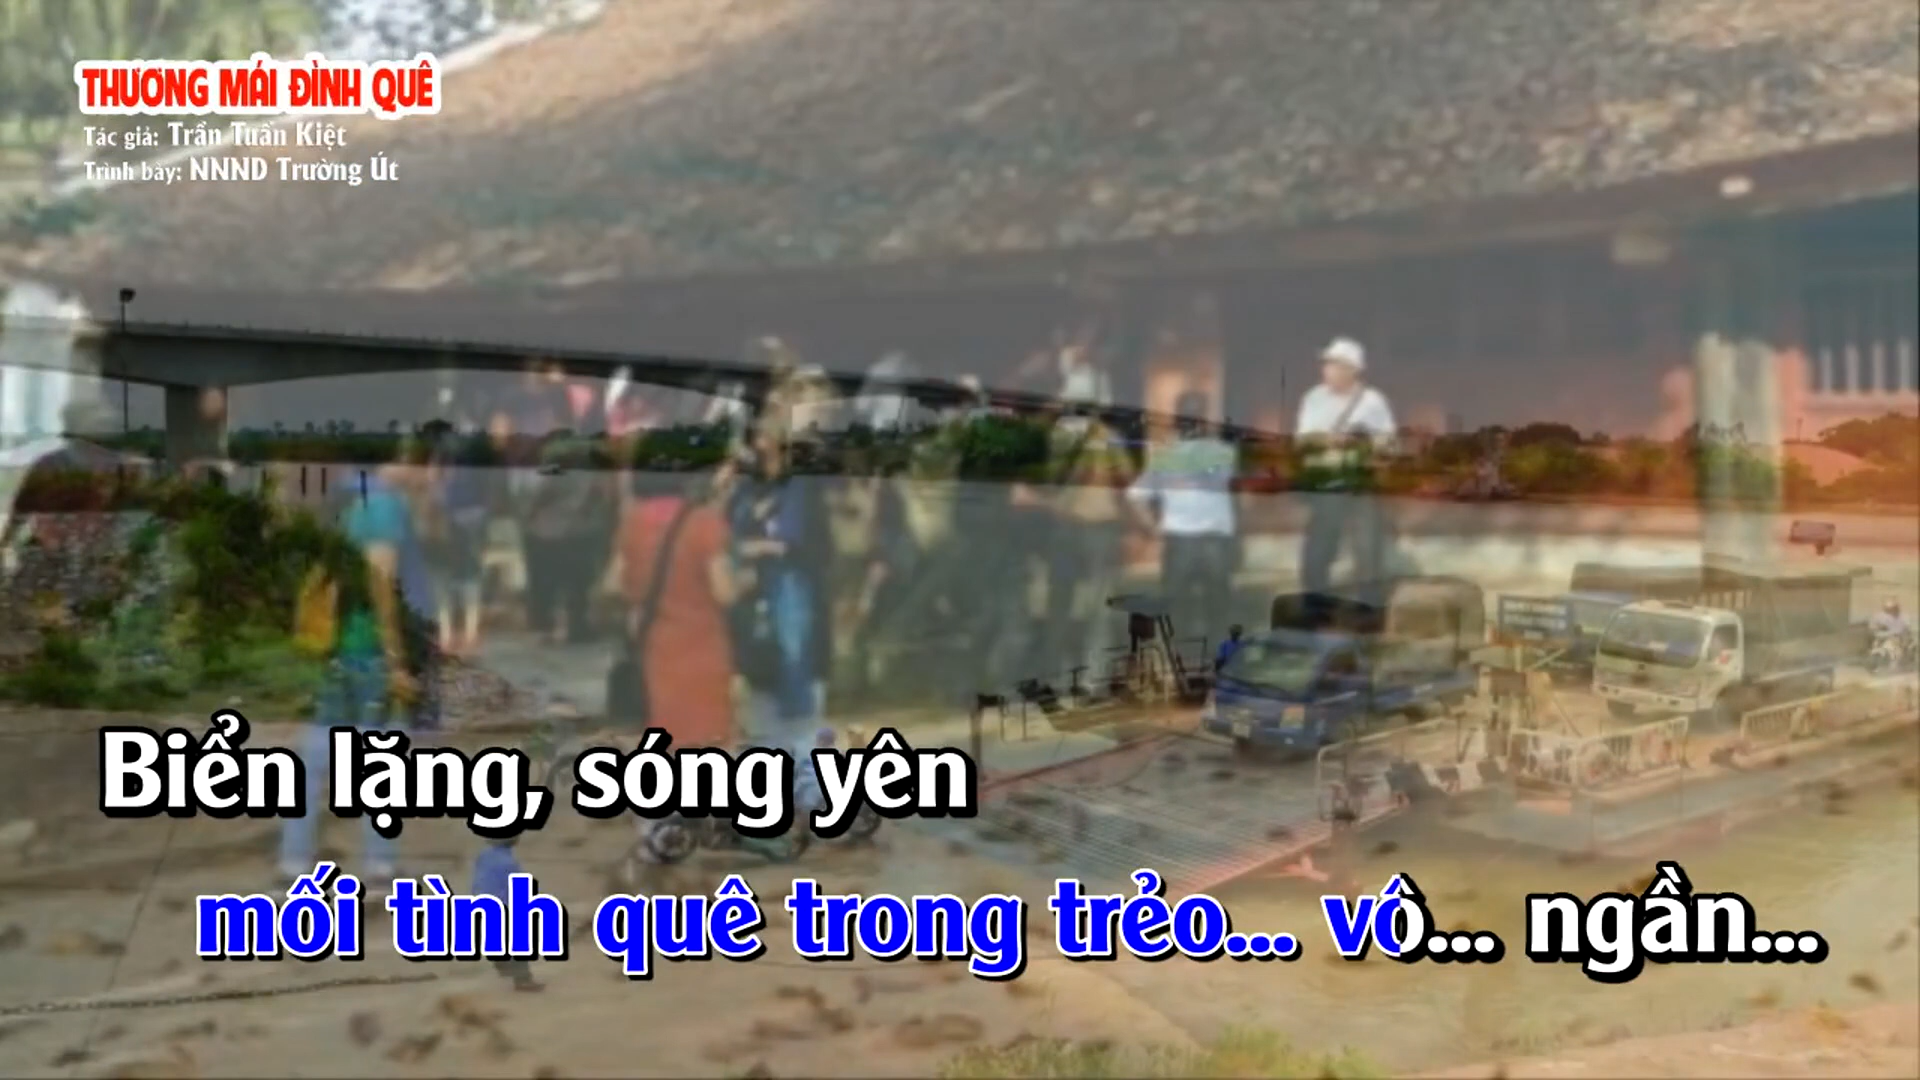 THƯƠNG MÁI ĐÌNH QUÊ
Tác giả: Trần Tuấn Kiệt
Trình bày: NNND Trường Út
Biển lặng, sóng yên
mối tình quê trong trẻo... vô... ngần...